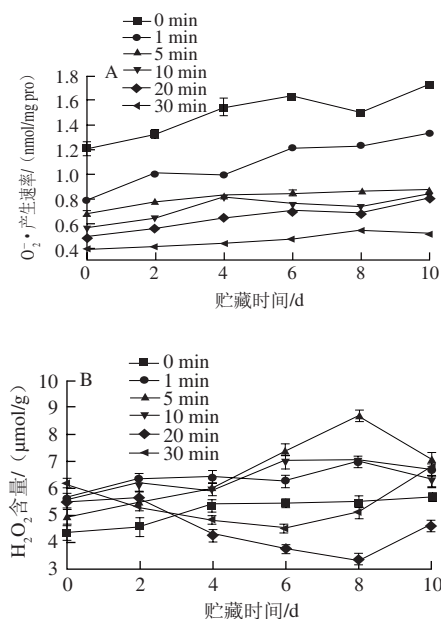 A
0 min
1 min
5 min
10 min
20 min
30 min
O₂⁻·产生速率/（nmol/mg pro）
1.8
1.6
1.4
1.2
1.0
0.8
0.6
0.4
0 2 4 6 8 10
贮藏时间/d
B
0 min
1 min
5 min
10 min
20 min
30 min
H₂O₂含量/（μmol/g）
10
9
8
7
6
5
4
3
0 2 4 6 8 10
贮藏时间/d